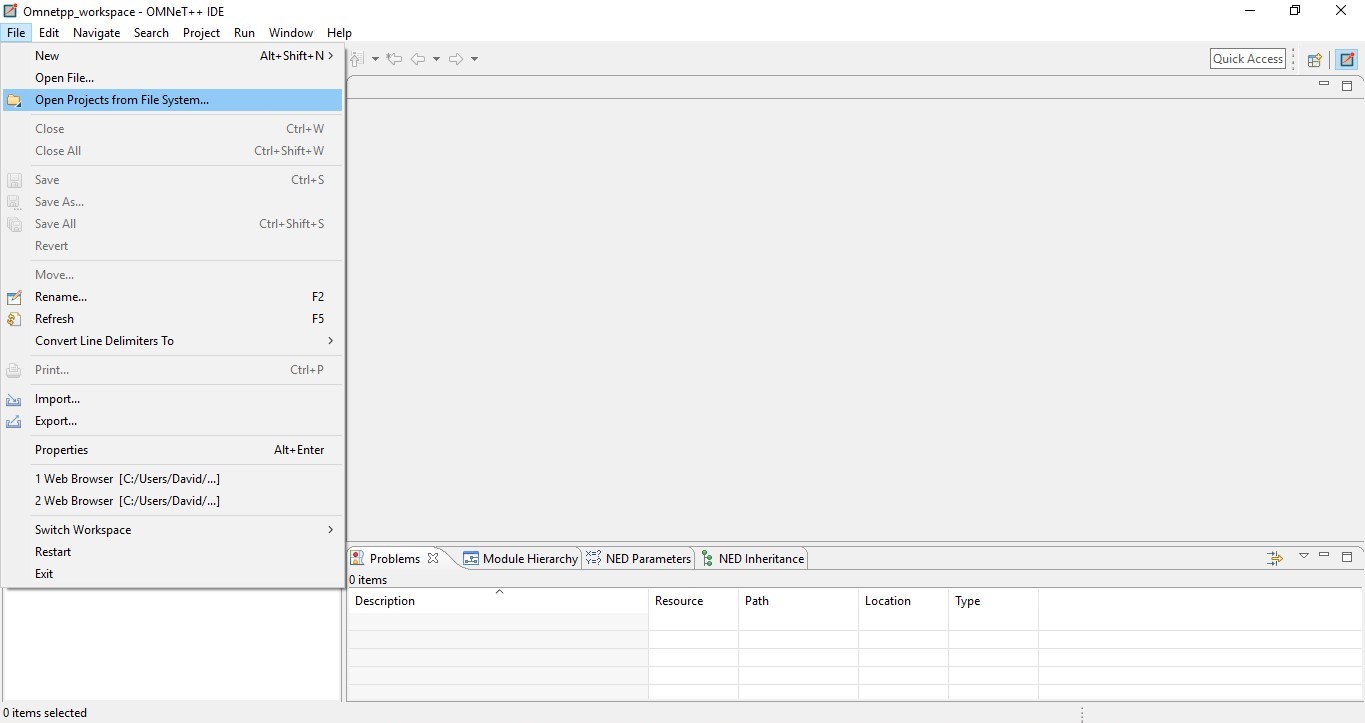 Omnetpp_workspace - OMNeT++ IDE
File Edit Navigate Search Project Run Window Help
New Alt+Shift+N
Open File...
Open Projects from File System...
Close Ctrl+W
Close All Ctrl+Shift+W
Save Ctrl+S
Save As...
Save All Ctrl+Shift+S
Revert
Move...
Rename... F2
Refresh F5
Convert Line Delimiters To
Print... Ctrl+P
Import...
Export...
Properties Alt+Enter
1 Web Browser [C:/Users/David/...]
2 Web Browser [C:/Users/David/...]
Switch Workspace
Restart
Exit
Quick Access
Problems Module Hierarchy NED Parameters NED Inheritance
0 items
Description Resource Path Location Type
0 items selected